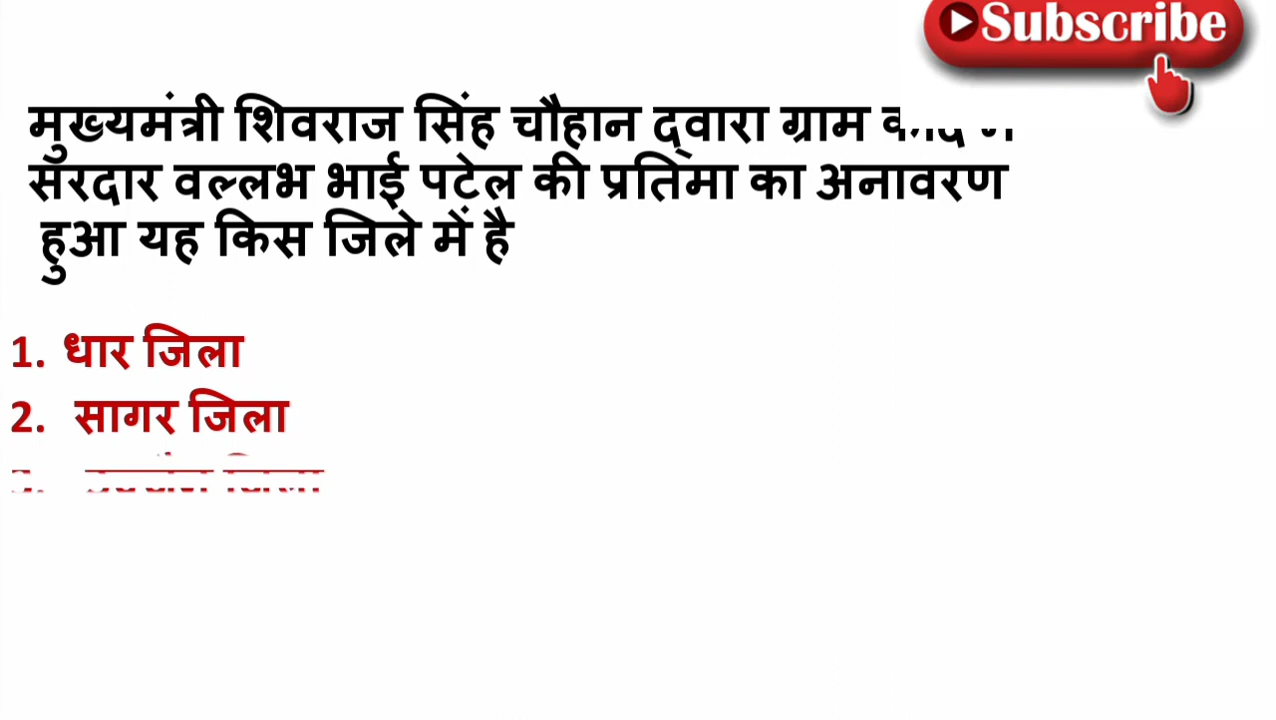 Subscribe
मुख्यमंत्री शिवराज सिंह चौहान द्वारा ग्राम
सरदार वल्लभ भाई पटेल की प्रतिमा का अनावरण
हुआ यह किस जिले में है
1. धार जिला
2. सागर जिला